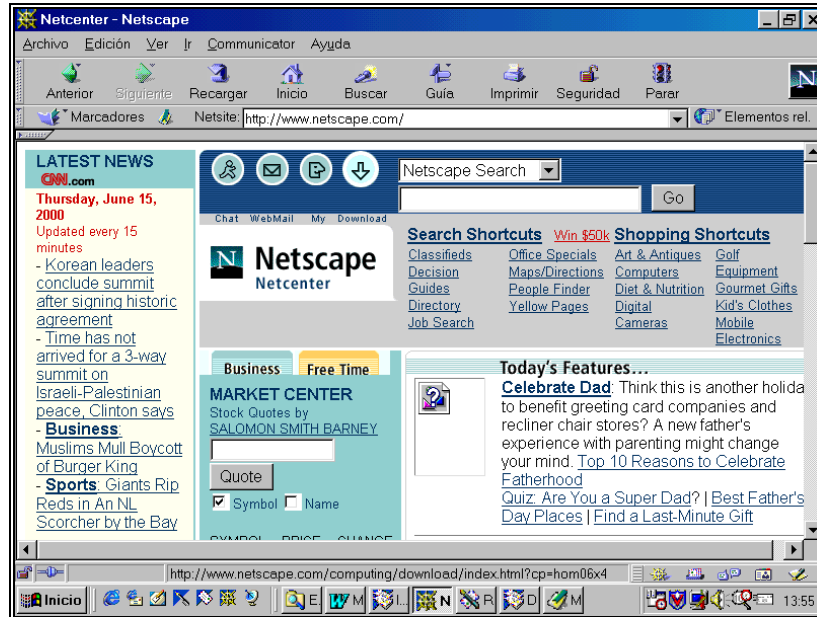 Netcenter - Netscape
Archivo Edición Ver Ir Communicator Ayuda
Anterior Siguiente Recargar Inicio Buscar Guía Imprimir Seguridad Parar
N
Marcadores Netsite: http://www.netscape.com/ Elementos rel.
LATEST NEWS
CNN.com
Thursday, June 15,
2000
Updated every 15
minutes
- Korean leaders
conclude summit
after signing historic
agreement
- Time has not
arrived for a 3-way
summit on
Israeli-Palestinian
peace, Clinton says
- Business:
Muslims Mull Boycott
of Burger King
- Sports: Giants Rip
Reds in An NL
Scorcher by the Bay
Chat WebMail My Download
Netscape Search
Go
N Netscape
Netcenter
Search Shortcuts Win $50k Shopping Shortcuts
Classifieds Office Specials Art & Antiques Golf
Decision Maps/Directions Computers Equipment
Guides People Finder Diet & Nutrition Gourmet Gifts
Directory Yellow Pages Digital Kid's Clothes
Job Search Cameras Mobile
Electronics
Business Free Time
MARKET CENTER
Stock Quotes by
SALOMON SMITH BARNEY
Quote
Symbol Name
SYMBOL PRICE CHANGE
Today's Features...
Celebrate Dad: Think this is another holida
to benefit greeting card companies and
recliner chair stores? A new father's
experience with parenting might change
your mind. Top 10 Reasons to Celebrate
Fatherhood
Quiz: Are You a Super Dad? | Best Father's
Day Places | Find a Last-Minute Gift
http://www.netscape.com/computing/download/index.html?cp=hom06x4
Inicio E. M I... N R D M 13:55